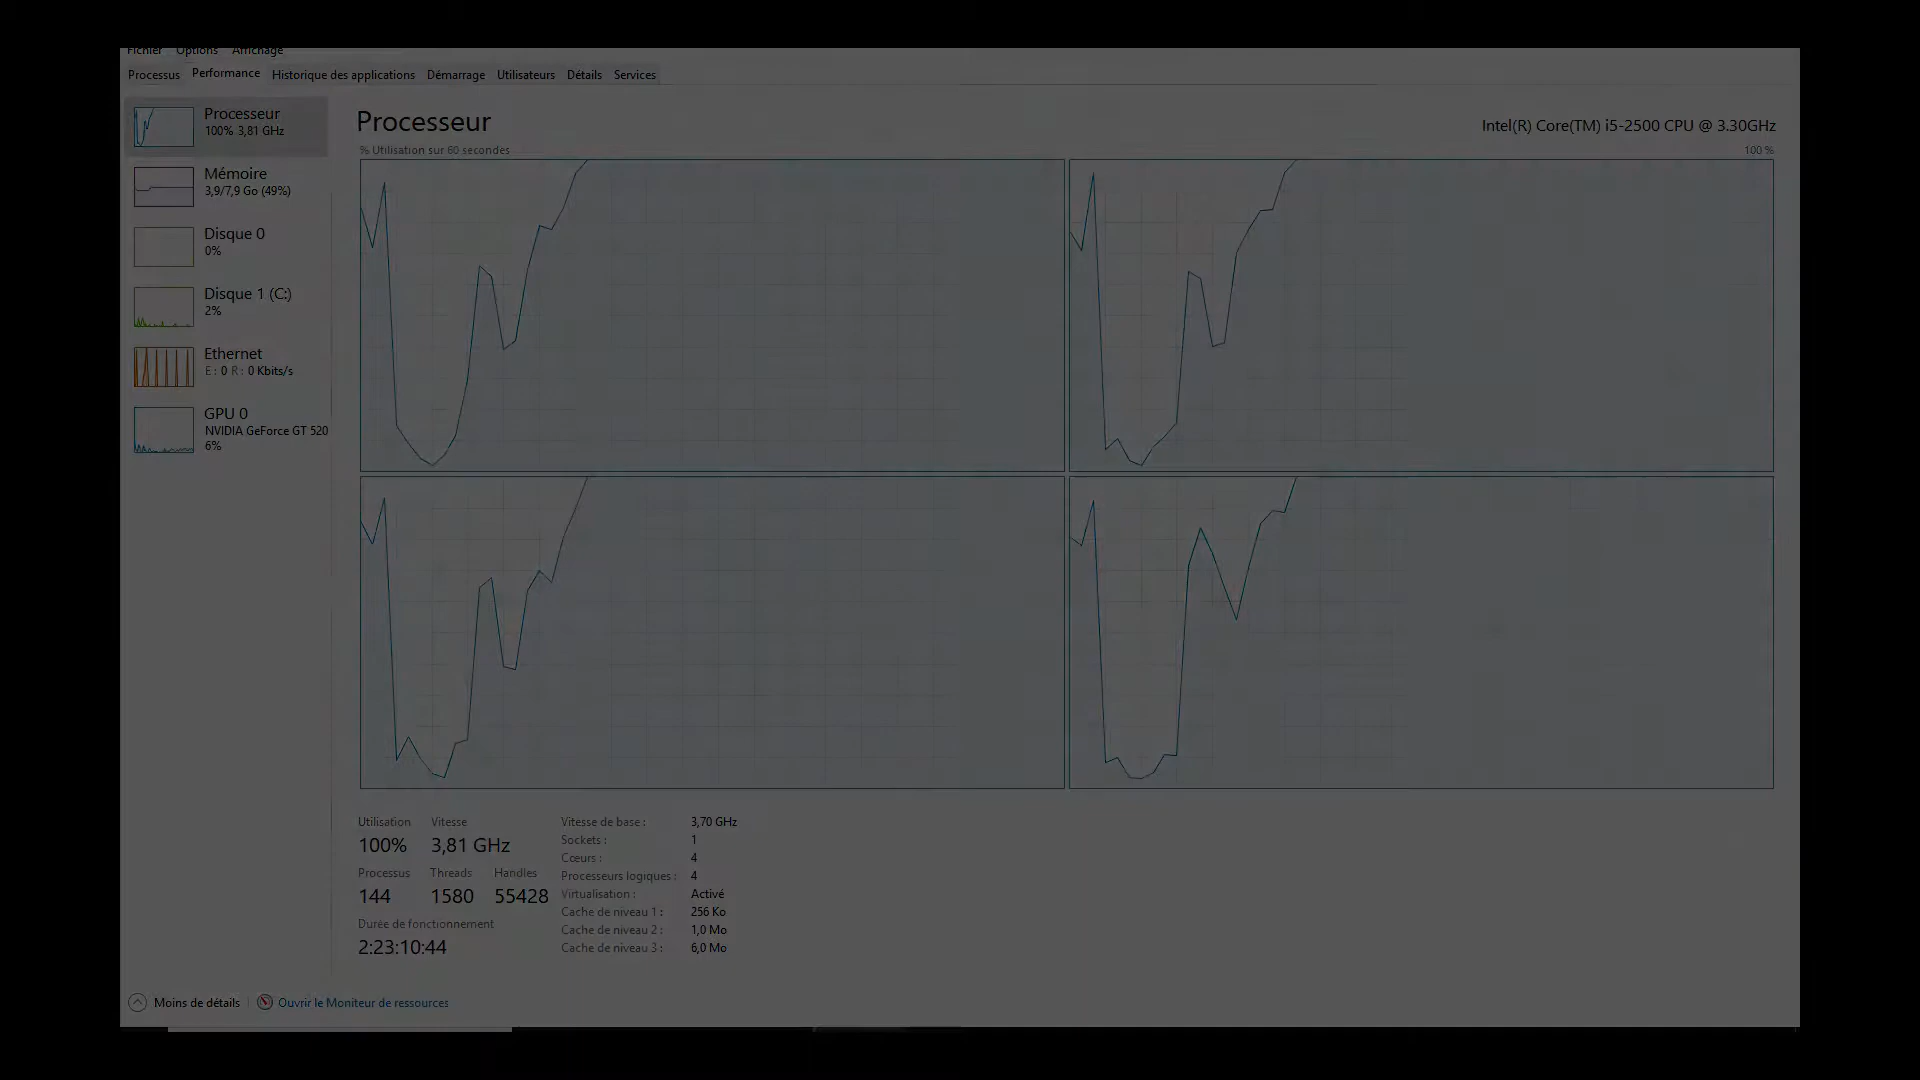 Fichier Options Affichage
Processus Performance Historique des applications Démarrage Utilisateurs Détails Services
Processeur
100% 3,81 GHz
Mémoire
3,9/7,9 Go (49%)
Disque 0
0%
Disque 1 (C:)
2%
Ethernet
E : 0 R : 0 Kbits/s
GPU 0
NVIDIA GeForce GT 520
6%
Processeur
Intel(R) Core(TM) i5-2500 CPU @ 3.30GHz
% Utilisation sur 60 secondes
100 %
Utilisation Vitesse
100% 3,81 GHz
Processus Threads Handles
144 1580 55428
Durée de fonctionnement
2:23:10:44
Vitesse de base : 3,70 GHz
Sockets : 1
Cœurs : 4
Processeurs logiques : 4
Virtualisation : Activé
Cache de niveau 1 : 256 Ko
Cache de niveau 2 : 1,0 Mo
Cache de niveau 3 : 6,0 Mo
Moins de détails
Ouvrir le Moniteur de ressources